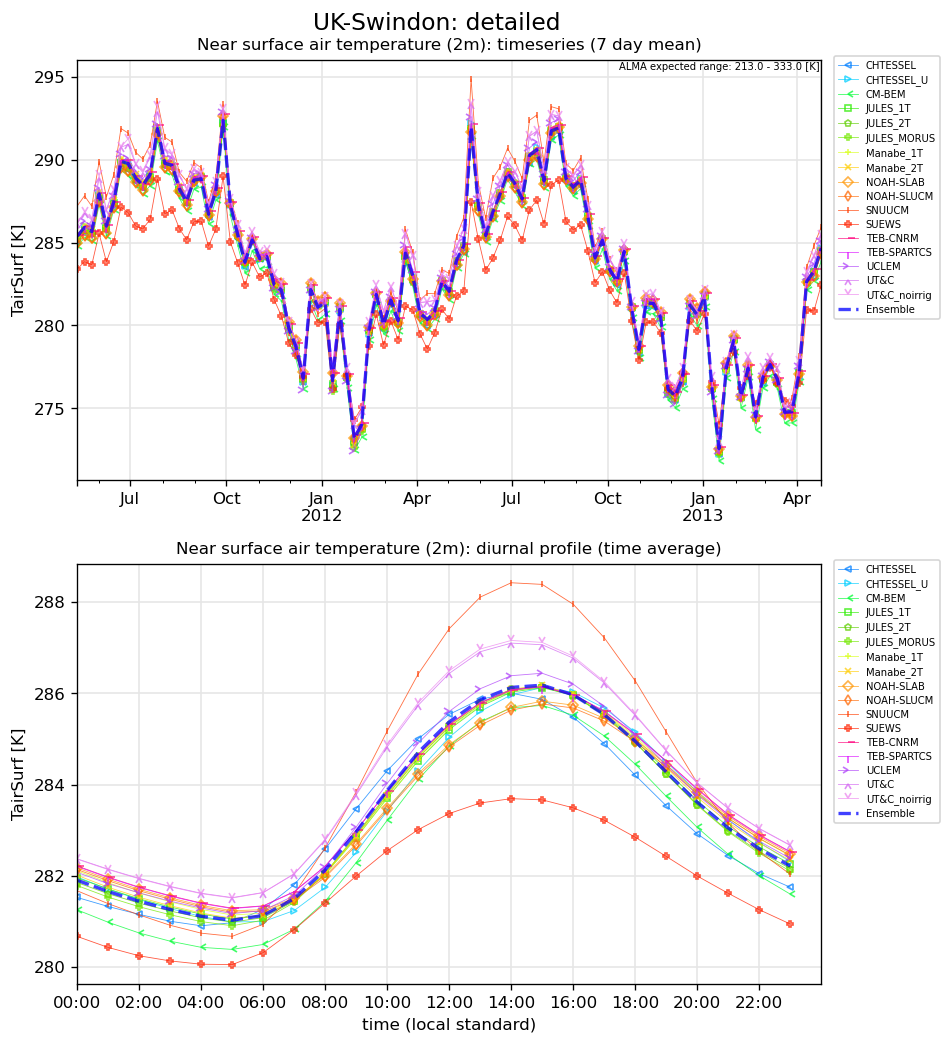 UK-Swindon: detailed
Near surface air temperature (2m): timeseries (7 day mean)
ALMA expected range: 213.0 - 333.0 [K]
TairSurf [K]
295
290
285
280
275
Jul
Oct
Jan
2012
Apr
Jul
Oct
Jan
2013
Apr
CHTESSEL
CHTESSEL_U
CM-BEM
JULES_1T
JULES_2T
JULES_MORUS
Manabe_1T
Manabe_2T
NOAH-SLAB
NOAH-SLUCM
SNUUCM
SUEWS
TEB-CNRM
TEB-SPARTCS
UCLEM
UT&C
UT&C_noirrig
Ensemble
Near surface air temperature (2m): diurnal profile (time average)
TairSurf [K]
288
286
284
282
280
00:00
02:00
04:00
06:00
08:00
10:00
12:00
14:00
16:00
18:00
20:00
22:00
time (local standard)
CHTESSEL
CHTESSEL_U
CM-BEM
JULES_1T
JULES_2T
JULES_MORUS
Manabe_1T
Manabe_2T
NOAH-SLAB
NOAH-SLUCM
SNUUCM
SUEWS
TEB-CNRM
TEB-SPARTCS
UCLEM
UT&C
UT&C_noirrig
Ensemble